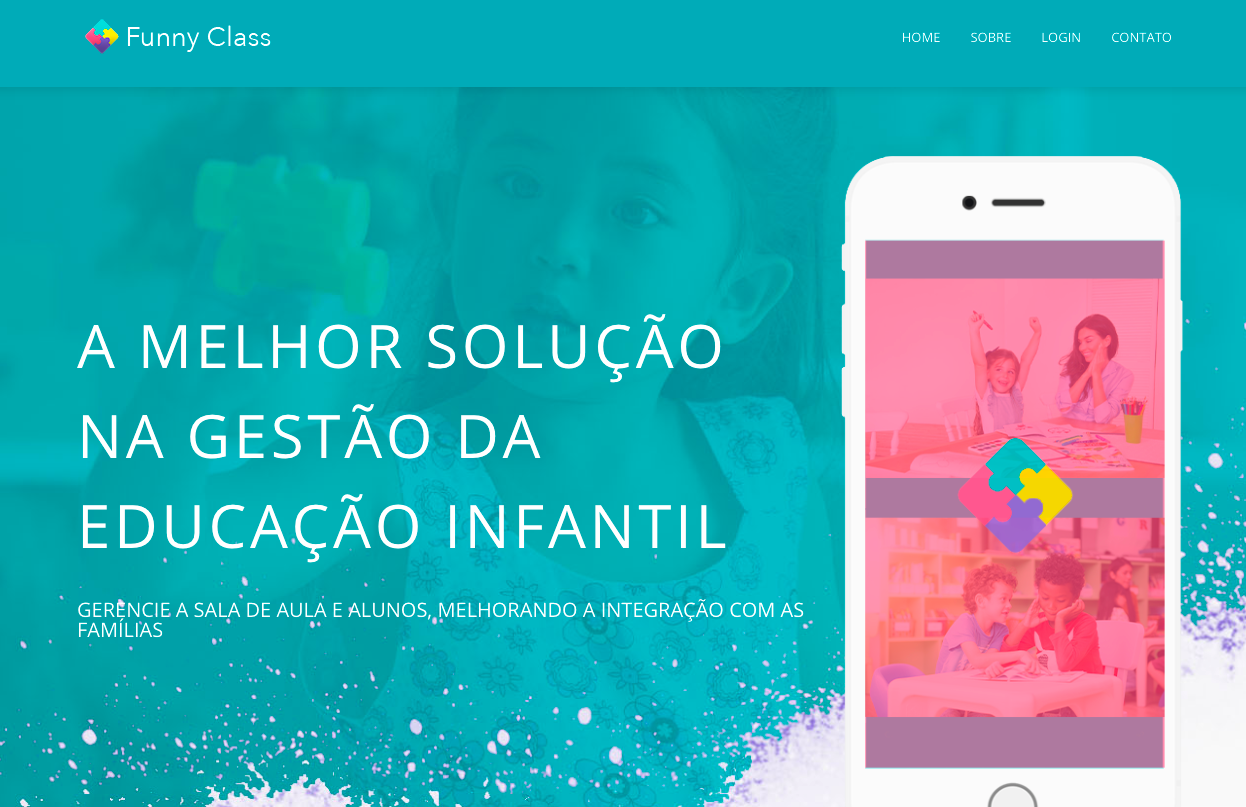 Funny Class
HOME SOBRE LOGIN CONTATO
A MELHOR SOLUÇÃO
NA GESTÃO DA
EDUCAÇÃO INFANTIL
GERENCIE A SALA DE AULA E ALUNOS, MELHORANDO A INTEGRAÇÃO COM AS
FAMÍLIAS